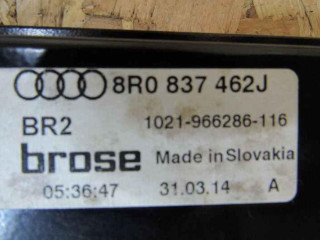 8R0 837 462J
BR2 1021-966286-116
brose Made in Slovakia
05:36:47 31.03.14 A